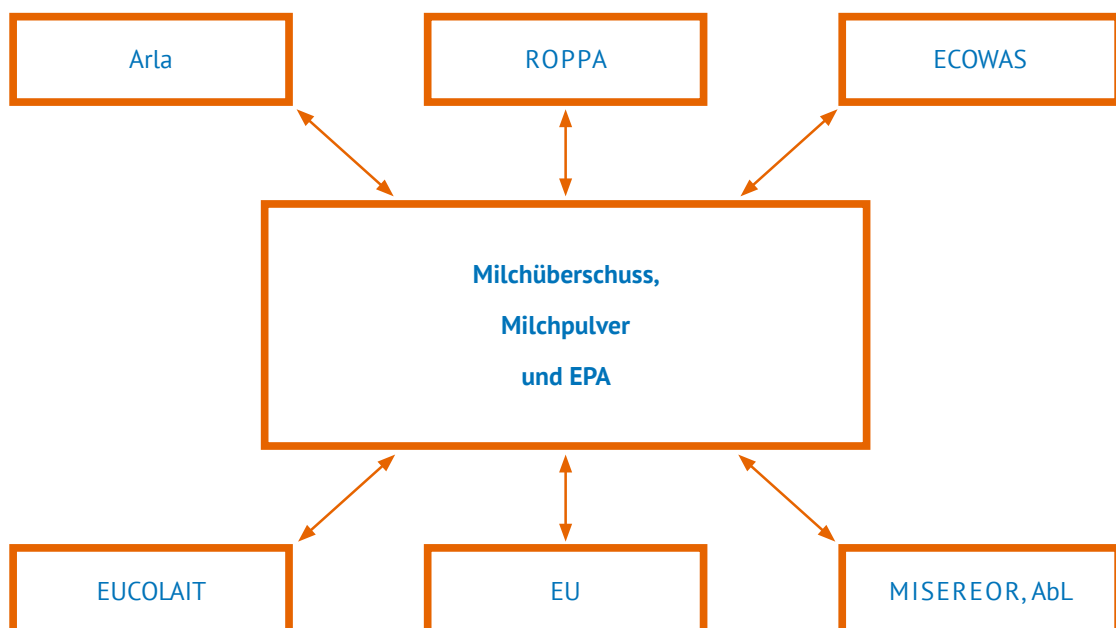 Arla
ROPPA
ECOWAS
Milchüberschuss,
Milchpulver
und EPA
EUCOLAIT
EU
MISEREOR, AbL